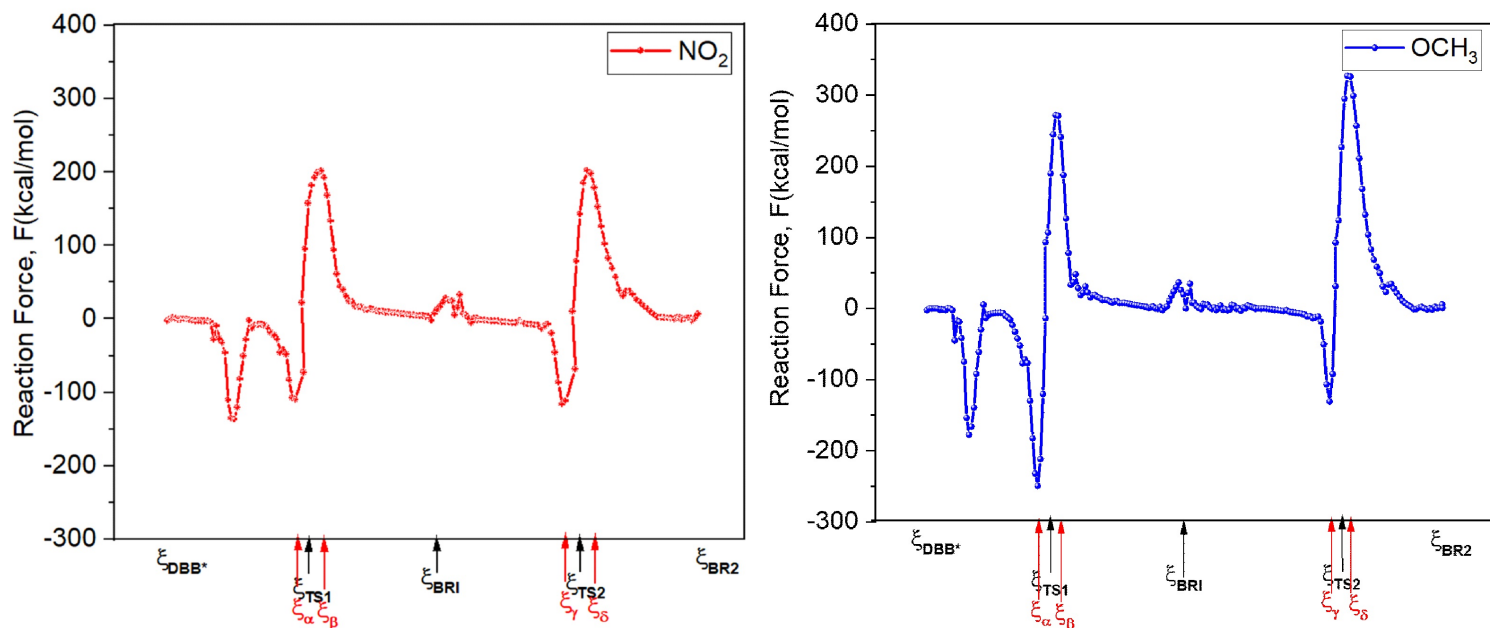 400
300
200
100
0
-100
-200
-300
Reaction Force, F(kcal/mol)
NO₂
ξDBB*
ξTS1
ξα
ξβ
ξBRI
ξTS2
ξγ
ξδ
ξBR2
400
300
200
100
0
-100
-200
-300
Reaction Force, F(kcal/mol)
OCH₃
ξDBB*
ξTS1
ξα
ξβ
ξBRI
ξTS2
ξγ
ξδ
ξBR2